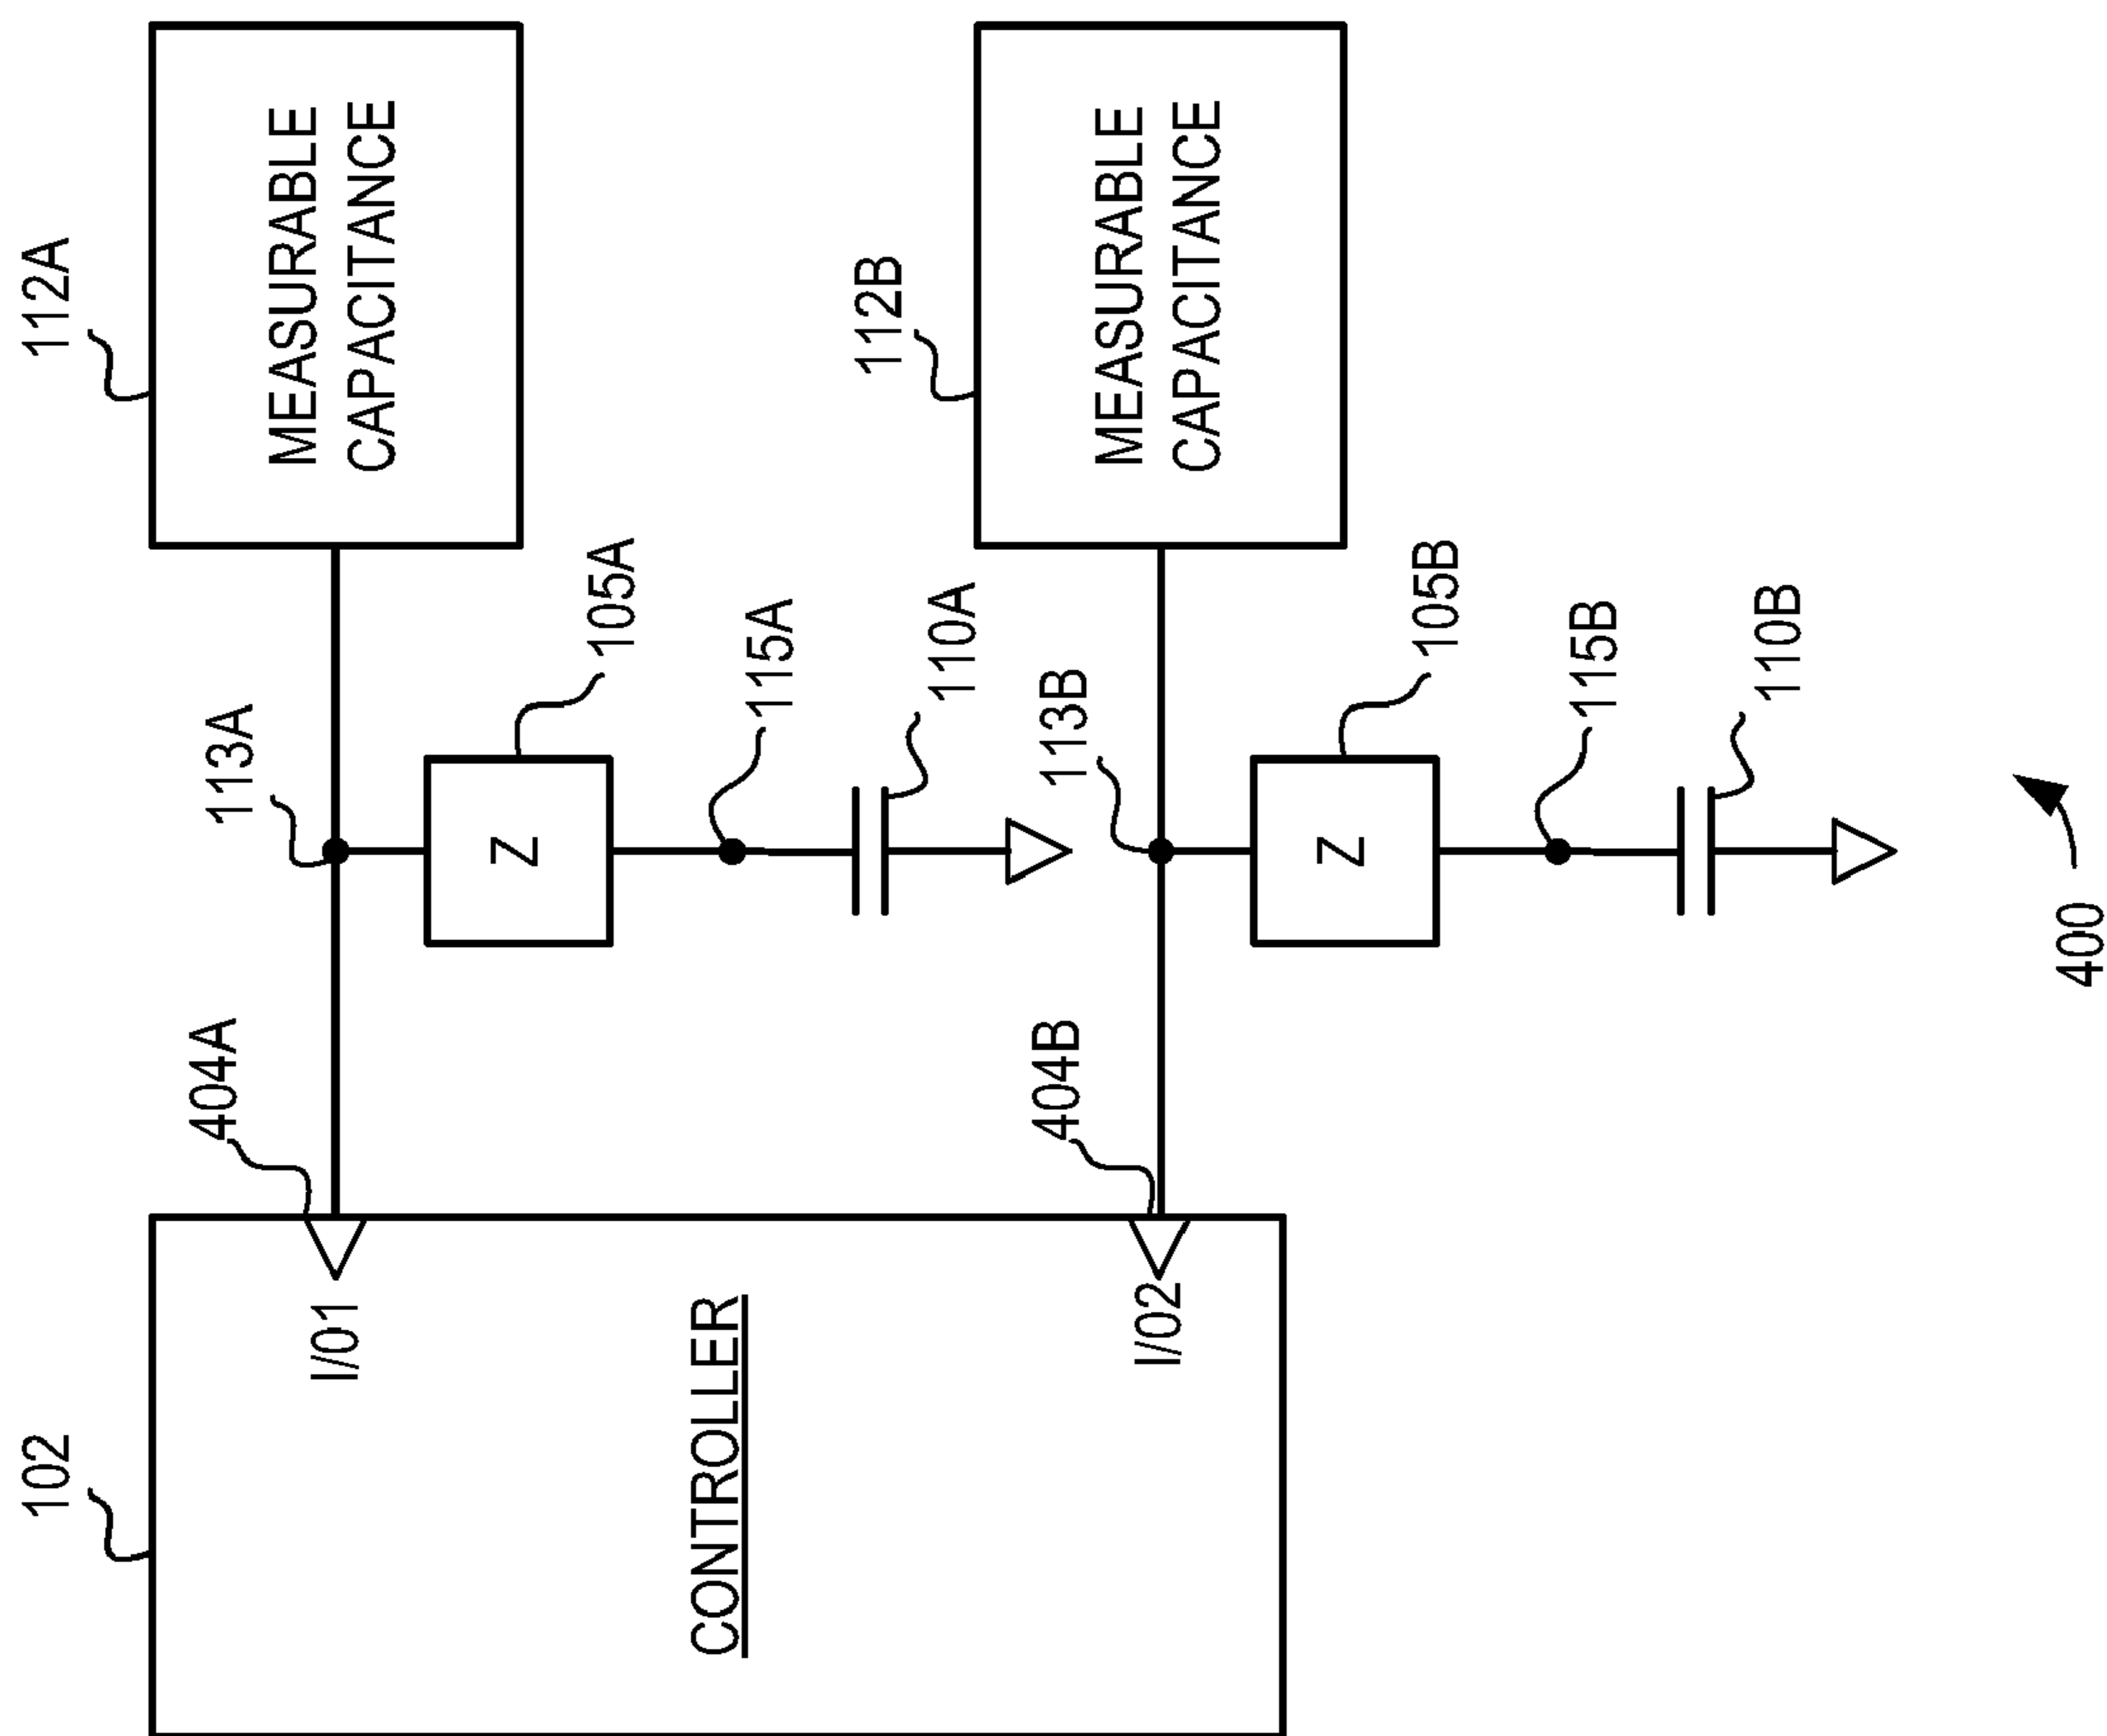 102
CONTROLLER
I/01
I/02
404A
404B
113A
Z
105A
115A
110A
113B
Z
105B
115B
110B
112A
MEASURABLE
CAPACITANCE
112B
MEASURABLE
CAPACITANCE
400